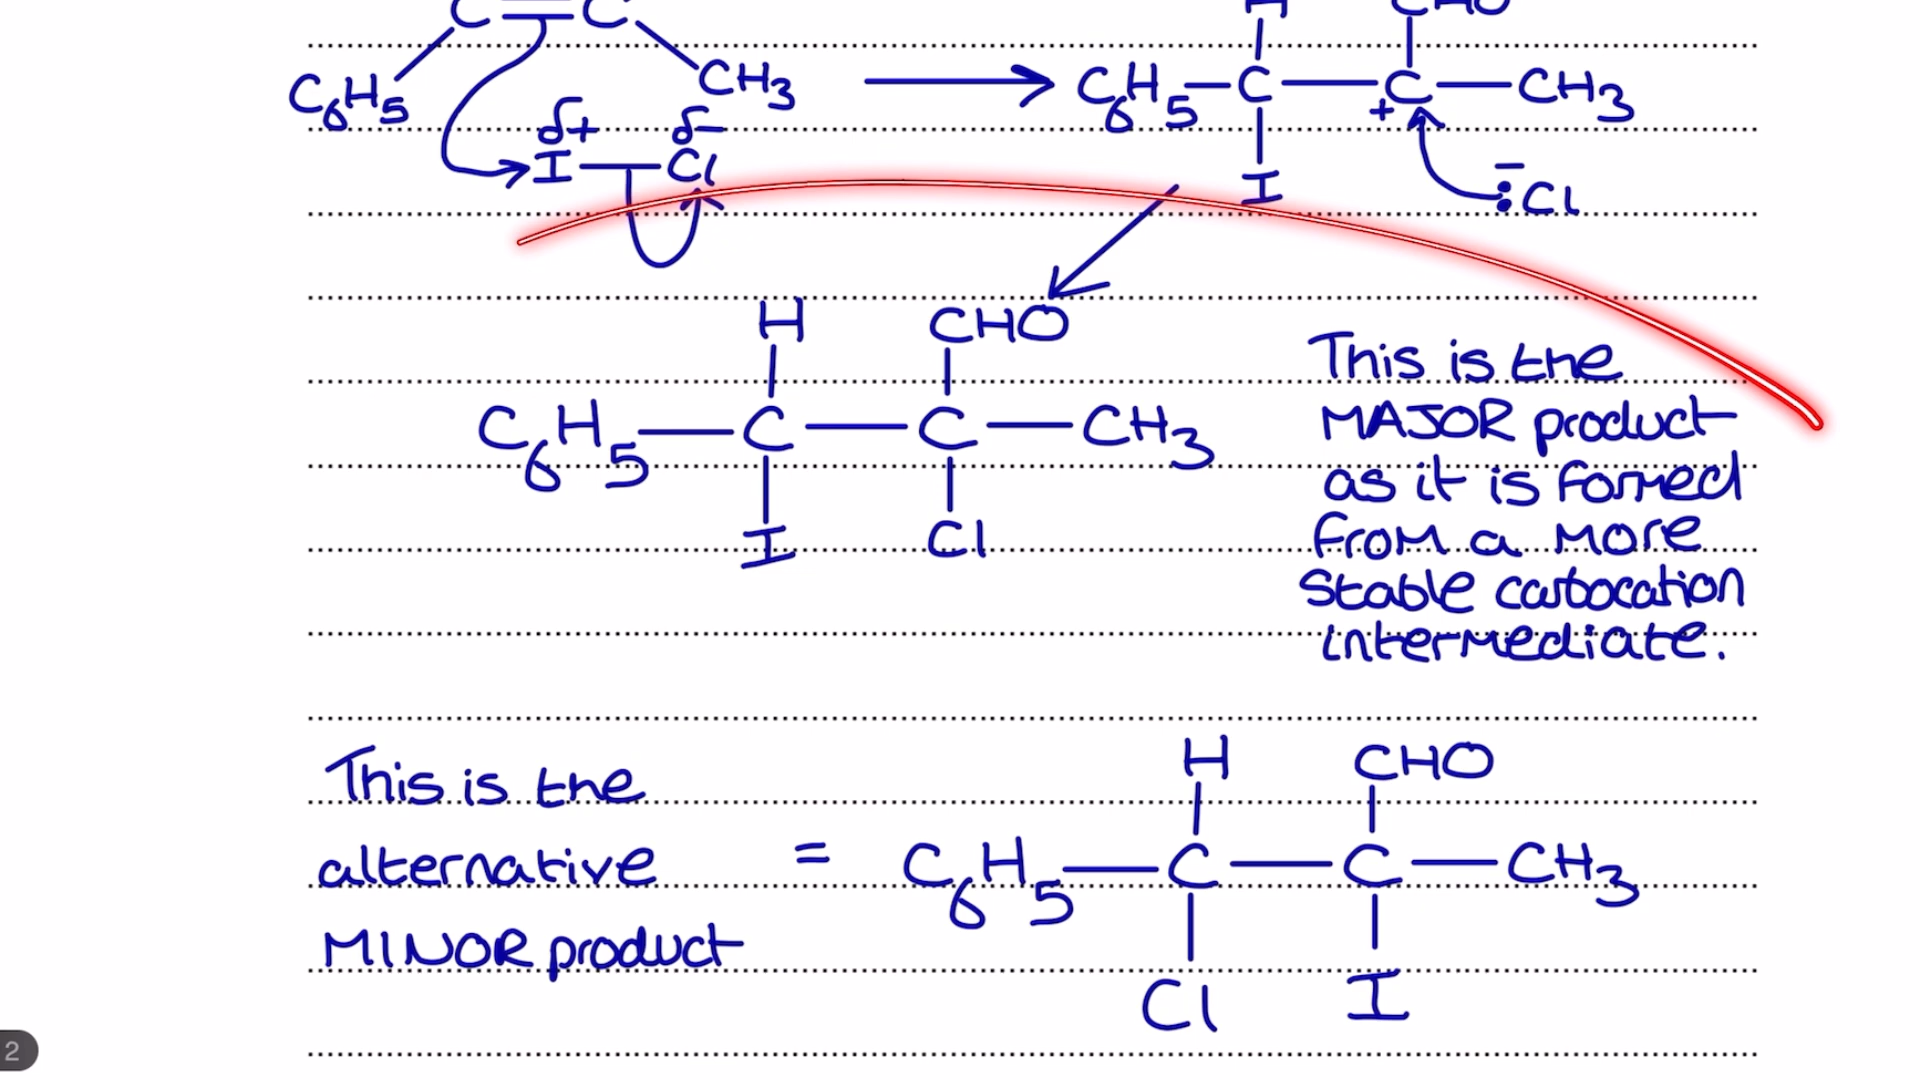 C = C
H CHO
C6H5 CH3
C6H5 — C — C+ — CH3
δ+ δ-
I — Cl
I
:Cl-
H CHO
C6H5 — C — C — CH3
I Cl
This is the
MAJOR product
as it is formed
from a more
stable carbocation
intermediate.
This is the
alternative
MINOR product
=
H CHO
C6H5 — C — C — CH3
Cl I
2